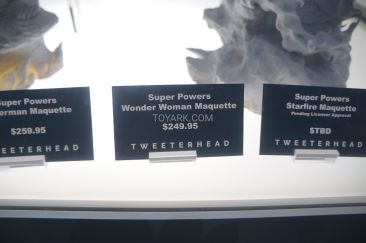 Super Powers
erman Maquette
$259.95
TWEETERHEAD
Super Powers
Wonder Woman Maquette
TOYARK.COM
$249.95
TWEETERHEAD
Super Powers
Starfire Maquette
Pending Licensor Approval
$TBD
TWEETERHEAD